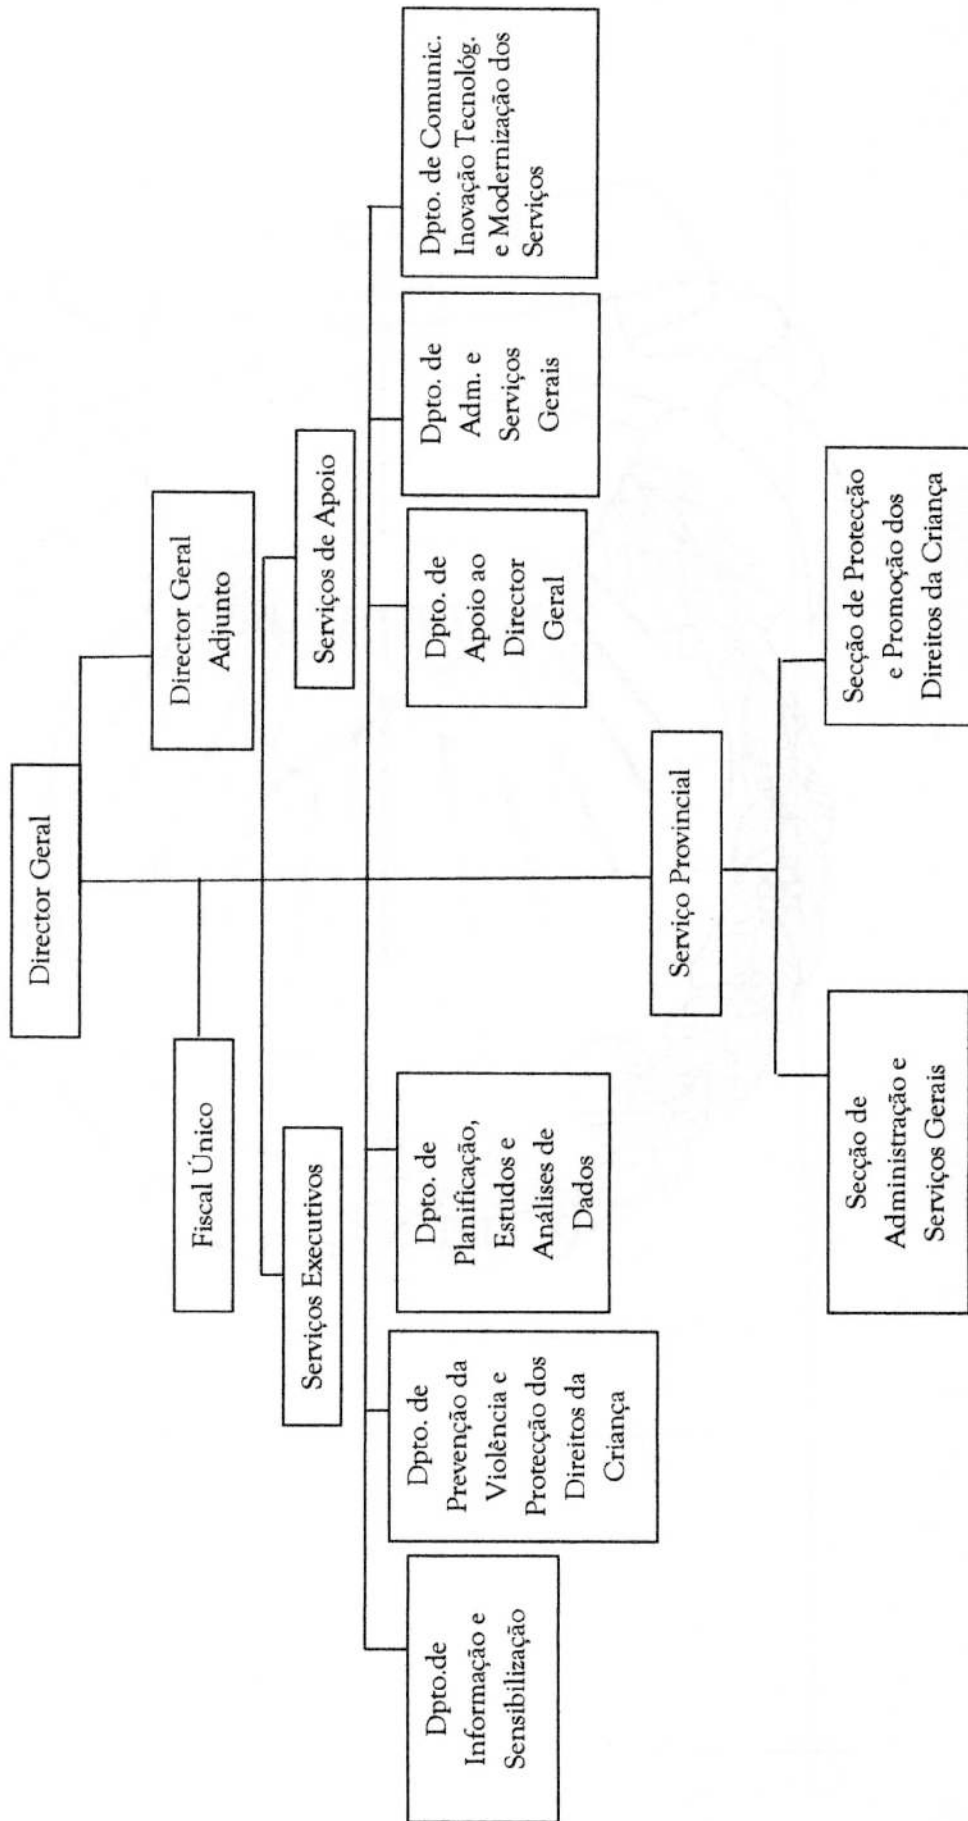 Director Geral
Director Geral
Adjunto
Fiscal Único
Serviços Executivos
Serviços de Apoio
Dpto.de
Informação e
Sensibilização
Dpto. de
Prevenção da
Violência e
Protecção dos
Direitos da
Criança
Dpto. de
Planificação,
Estudos e
Análises de
Dados
Dpto. de
Apoio ao
Director
Geral
Dpto. de
Adm. e
Serviços
Gerais
Dpto. de Comunic.
Inovação Tecnológ.
e Modernização dos
Serviços
Serviço Provincial
Secção de
Administração e
Serviços Gerais
Secção de Protecção
e Promoção dos
Direitos da Criança